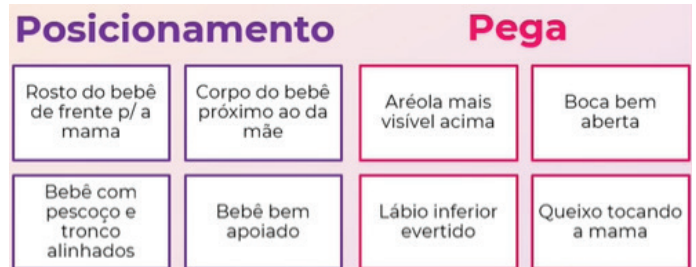 Posicionamento
Pega
Rosto do bebê
de frente p/ a
mama
Corpo do bebê
próximo ao da
mãe
Aréola mais
visível acima
Boca bem
aberta
Bebê com
pescoço e
tronco
alinhados
Bebê bem
apoiado
Lábio inferior
evertido
Queixo tocando
a mama